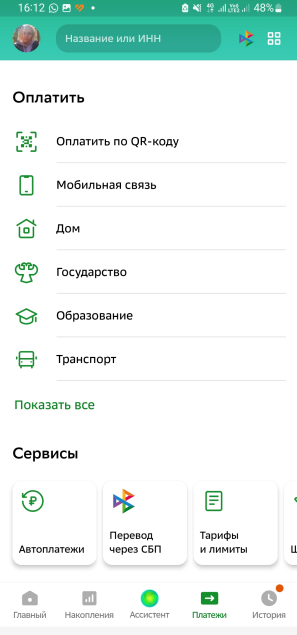 16:12 48%
Название или ИНН
Оплатить
Оплатить по QR-коду
Мобильная связь
Дом
Государство
Образование
Транспорт
Показать все
Сервисы
Автоплатежи
Перевод
через СБП
Тарифы
и лимиты
Главный Накопления Ассистент Платежи История